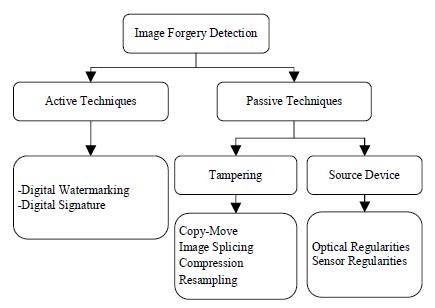 Image Forgery Detection
Active Techniques
Passive Techniques
-Digital Watermarking
-Digital Signature
Tampering
Source Device
Copy-Move
Image Splicing
Compression
Resampling
Optical Regularities
Sensor Regularities